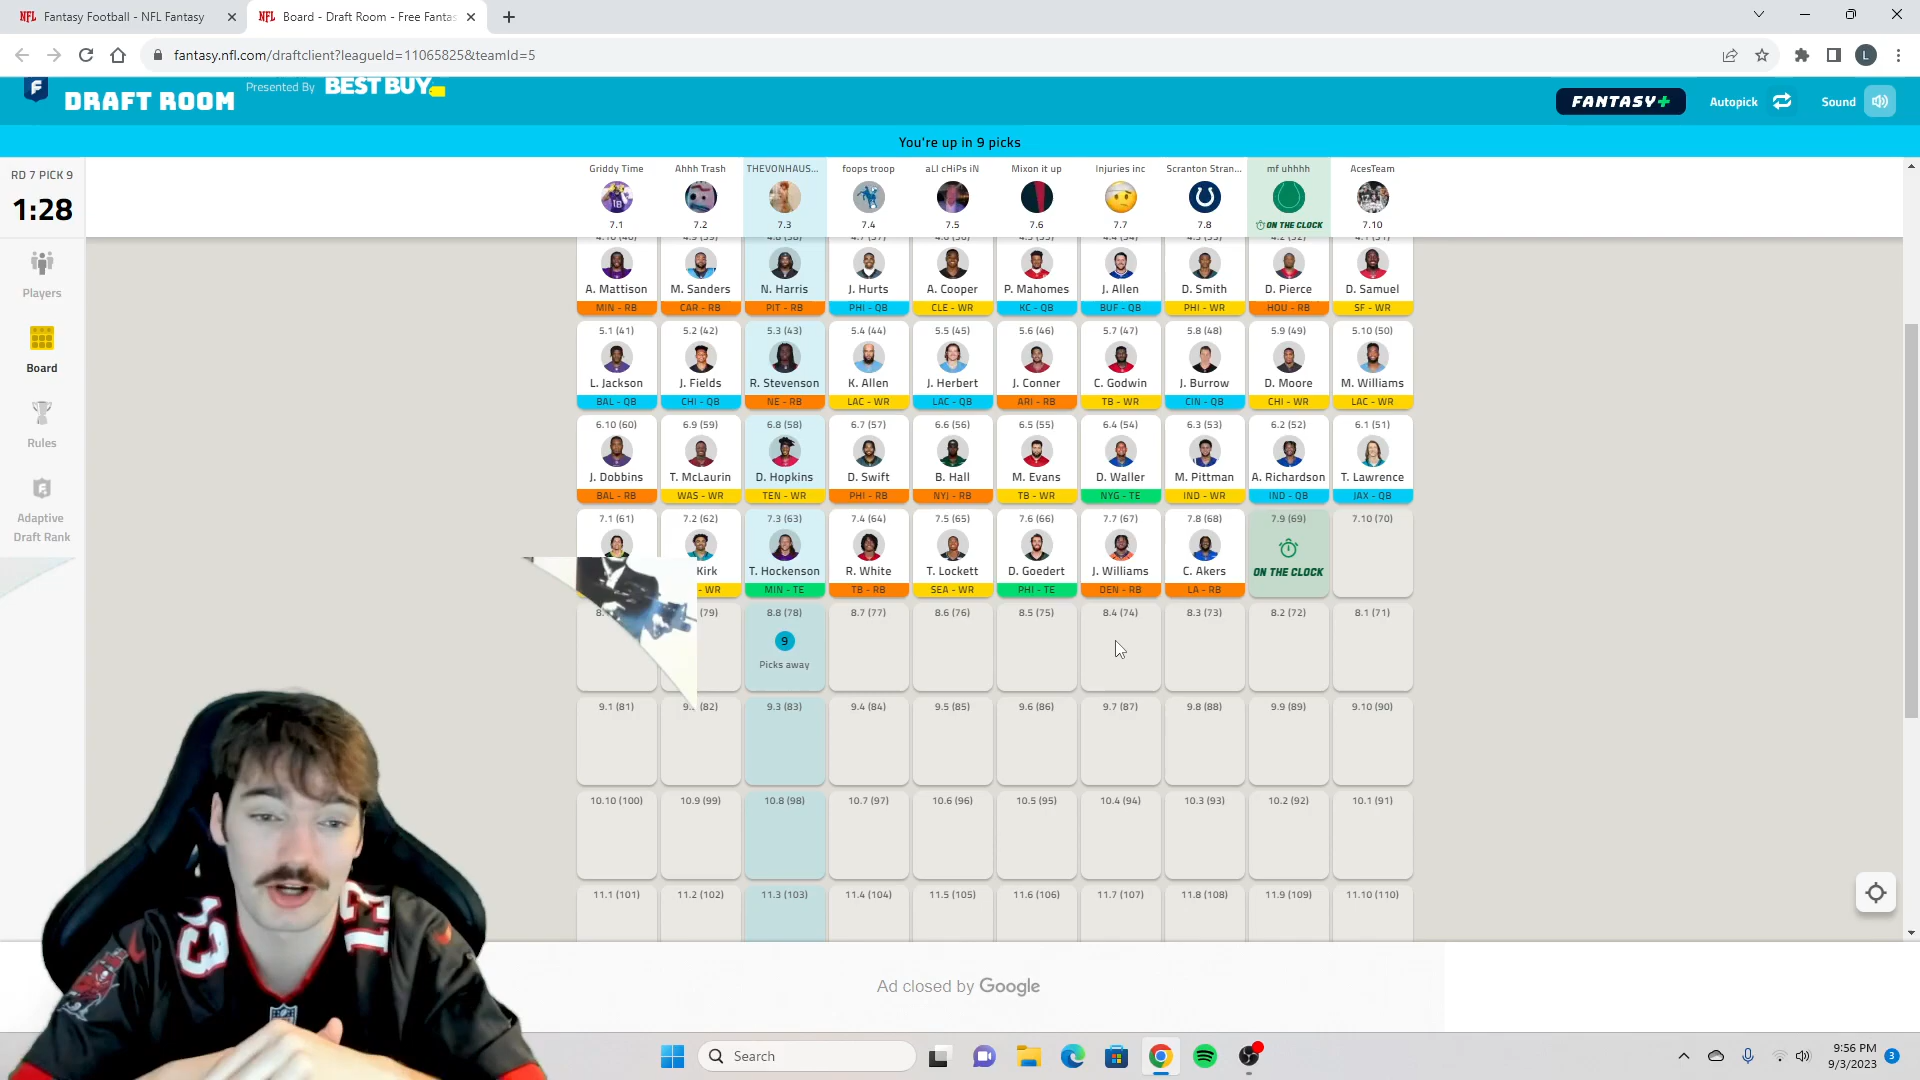 Fantasy Football - NFL Fantasy
Board - Draft Room - Free Fantas
fantasy.nfl.com/draftclient?leagueId=11065825&teamId=5
L
DRAFT ROOM
Presented By
BEST BUY
FANTASY+
Autopick
Sound
You're up in 9 picks
RD 7 PICK 9
1:28
Players
Board
Rules
Adaptive
Draft Rank
Griddy Time Ahhh Trash THEVONHAUS... foops troop aLl cHiPs iN Mixon it up Injuries inc Scranton Stran... mf uhhhh AcesTeam
7.1 7.2 7.3 7.4 7.5 7.6 7.7 7.8 ON THE CLOCK 7.10
A. Mattison M. Sanders N. Harris J. Hurts A. Cooper P. Mahomes J. Allen D. Smith D. Pierce D. Samuel
MIN - RB CAR - RB PIT - RB PHI - QB CLE - WR KC - QB BUF - QB PHI - WR HOU - RB SF - WR
5.1 (41) 5.2 (42) 5.3 (43) 5.4 (44) 5.5 (45) 5.6 (46) 5.7 (47) 5.8 (48) 5.9 (49) 5.10 (50)
L. Jackson J. Fields R. Stevenson K. Allen J. Herbert J. Conner C. Godwin J. Burrow D. Moore M. Williams
BAL - QB CHI - QB NE - RB LAC - WR LAC - QB ARI - RB TB - WR CIN - QB CHI - WR LAC - WR
6.10 (60) 6.9 (59) 6.8 (58) 6.7 (57) 6.6 (56) 6.5 (55) 6.4 (54) 6.3 (53) 6.2 (52) 6.1 (51)
J. Dobbins T. McLaurin D. Hopkins D. Swift B. Hall M. Evans D. Waller M. Pittman A. Richardson T. Lawrence
BAL - RB WAS - WR TEN - WR PHI - RB NYJ - RB TB - WR NYG - TE IND - WR IND - QB JAX - QB
7.1 (61) 7.2 (62) 7.3 (63) 7.4 (64) 7.5 (65) 7.6 (66) 7.7 (67) 7.8 (68) 7.9 (69) 7.10 (70)
Kirk T. Hockenson R. White T. Lockett D. Goedert J. Williams C. Akers ON THE CLOCK
- WR MIN - TE TB - RB SEA - WR PHI - TE DEN - RB LA - RB
(79) 8.8 (78) 8.7 (77) 8.6 (76) 8.5 (75) 8.4 (74) 8.3 (73) 8.2 (72) 8.1 (71)
9
Picks away
9.1 (81) (82) 9.3 (83) 9.4 (84) 9.5 (85) 9.6 (86) 9.7 (87) 9.8 (88) 9.9 (89) 9.10 (90)
10.10 (100) 10.9 (99) 10.8 (98) 10.7 (97) 10.6 (96) 10.5 (95) 10.4 (94) 10.3 (93) 10.2 (92) 10.1 (91)
11.1 (101) 11.2 (102) 11.3 (103) 11.4 (104) 11.5 (105) 11.6 (106) 11.7 (107) 11.8 (108) 11.9 (109) 11.10 (110)
Ad closed by Google
Search
9:56 PM
9/3/2023
3